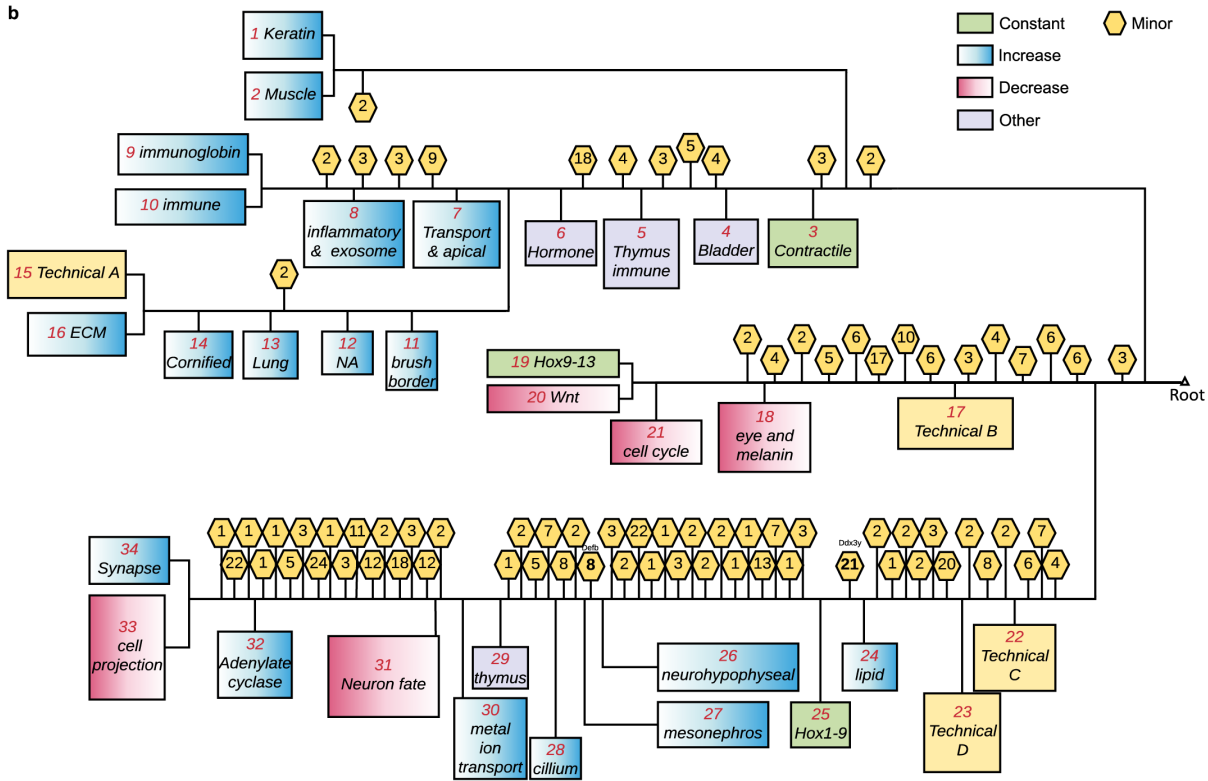 b
Constant
Minor
Increase
Decrease
Other
1 Keratin
2 Muscle
2
9 immunoglobin
10 immune
2
3
3
9
18
4
3
5
4
3
2
8
inflammatory
& exosome
7
Transport
& apical
6
Hormone
5
Thymus
immune
4
Bladder
3
Contractile
15 Technical A
16 ECM
2
14
Cornified
13
Lung
12
NA
11
brush
border
19 Hox9-13
20 Wnt
2
4
2
5
6
17
10
6
3
4
7
6
6
3
Root
21
cell cycle
18
eye and
melanin
17
Technical B
34
Synapse
33
cell
projection
1
1
1
3
1
11
2
3
2
22
1
5
24
3
12
18
12
2
7
2
1
5
8
Defb
8
3
22
1
2
2
1
7
3
2
1
3
2
1
13
1
Ddx3y
21
2
2
3
2
2
7
1
2
20
8
6
4
32
Adenylate
cyclase
31
Neuron fate
30
metal
ion
transport
29
thymus
28
cillium
26
neurohypophyseal
27
mesonephros
25
Hox1-9
24
lipid
22
Technical
C
23
Technical
D